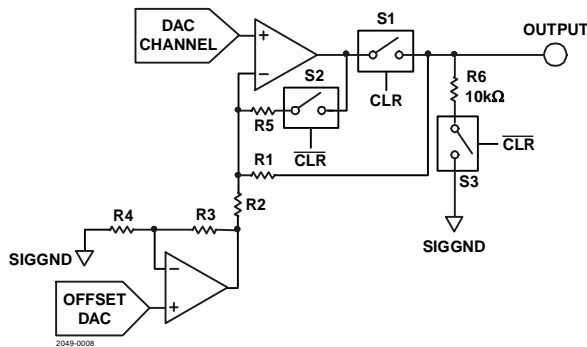 DAC
CHANNEL
S1
OUTPUT
S2
R6
10kΩ
CLR
R5
CLR
CLR
R1
S3
R2
R4
R3
SIGGND
SIGGND
OFFSET
DAC
2049-0008